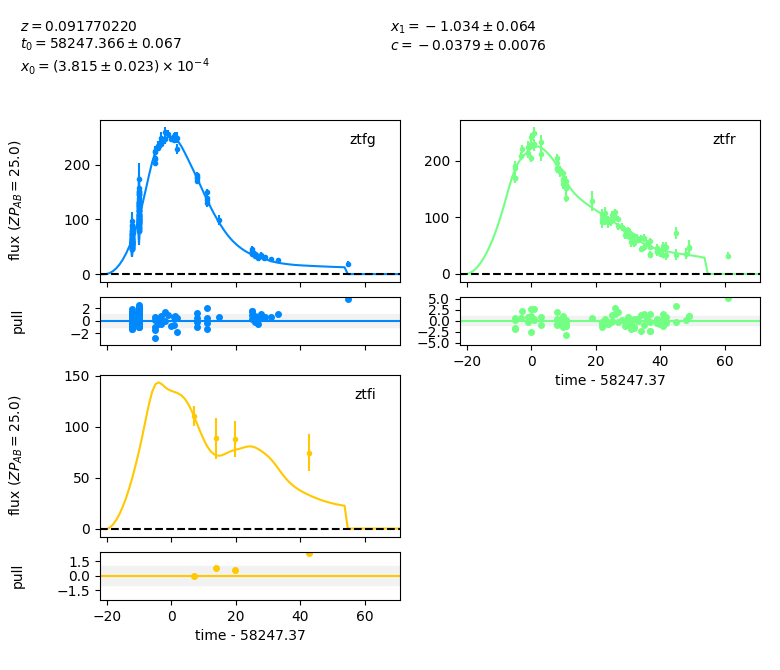 z = 0.091770220
t₀ = 58247.366 ± 0.067
x₀ = (3.815 ± 0.023) × 10⁻⁴
x₁ = −1.034 ± 0.064
c = −0.0379 ± 0.0076
flux (ZP_AB = 25.0)
200
100
0
ztfg
pull
2
0
−2
200
100
0
ztfr
5.0
2.5
0.0
−2.5
−5.0
−20 0 20 40 60
time - 58247.37
flux (ZP_AB = 25.0)
150
100
50
0
ztfi
pull
1.5
0.0
−1.5
−20 0 20 40 60
time - 58247.37